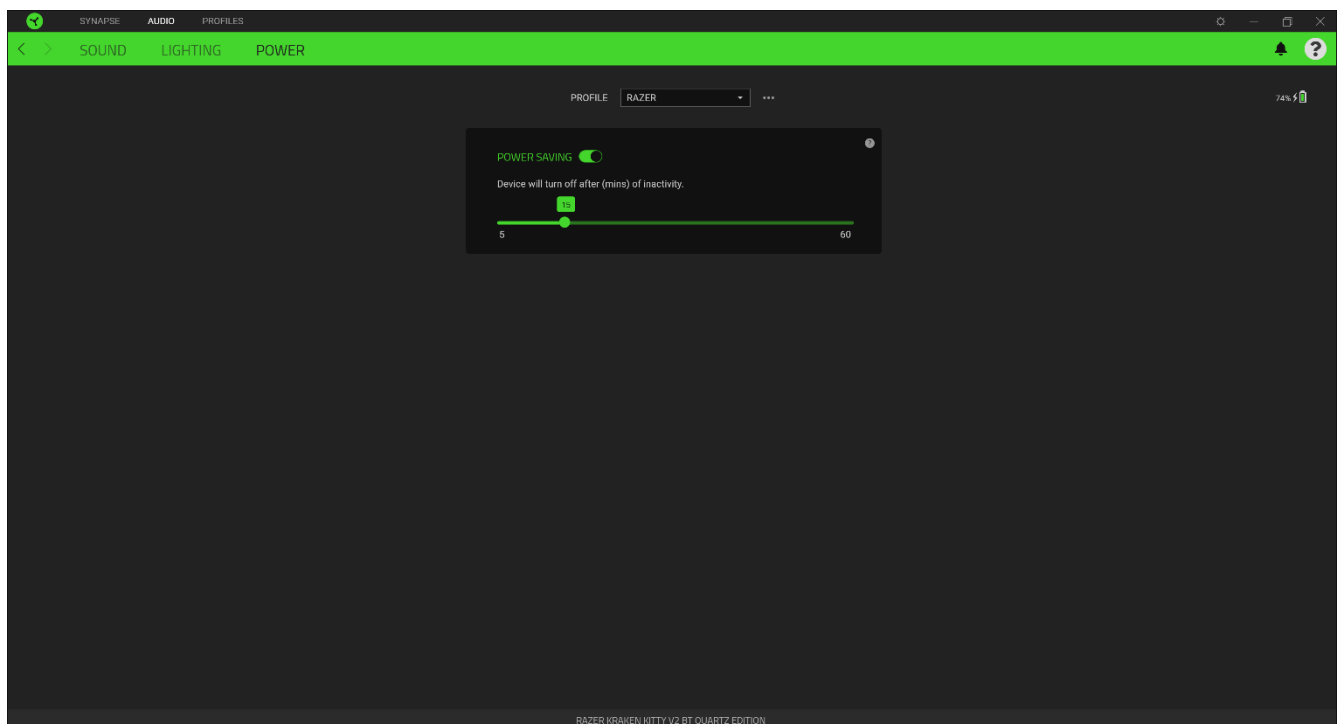 SYNAPSE AUDIO PROFILES
SOUND LIGHTING POWER
PROFILE RAZER
74%
POWER SAVING
Device will turn off after (mins) of inactivity.
15
5 60
RAZER KRAKEN KITTY V2 BT QUARTZ EDITION